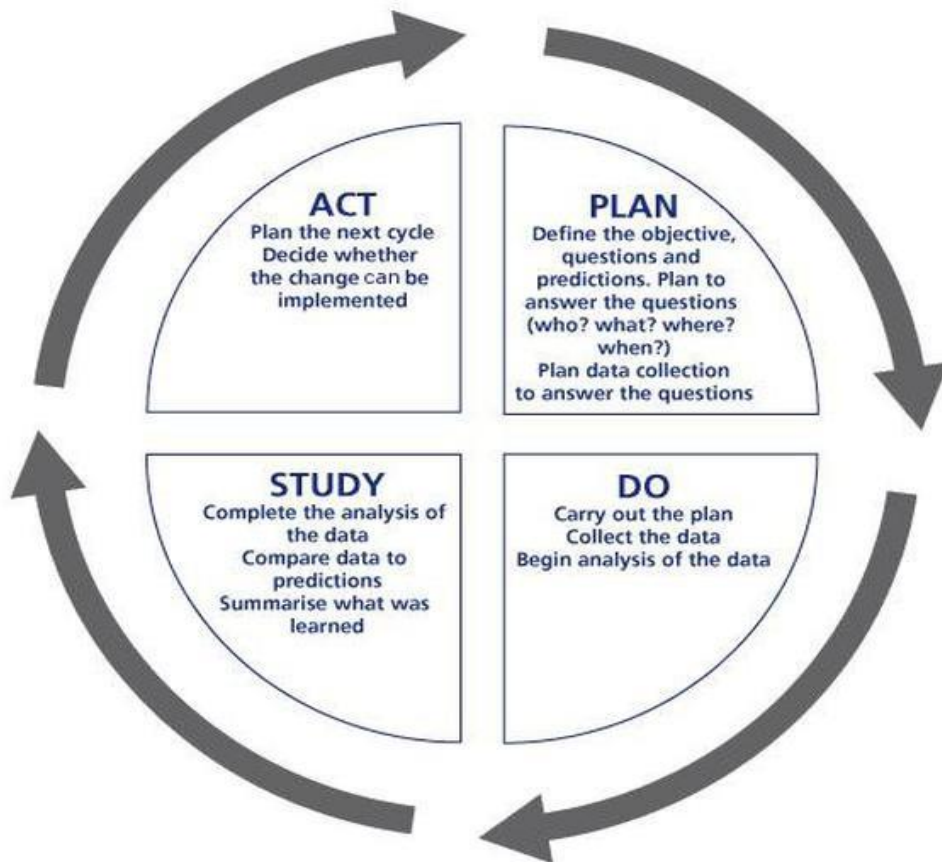 ACT
Plan the next cycle
Decide whether
the change can be
implemented
PLAN
Define the objective,
questions and
predictions. Plan to
answer the questions
(who? what? where?
when?)
Plan data collection
to answer the questions
STUDY
Complete the analysis of
the data
Compare data to
predictions
Summarise what was
learned
DO
Carry out the plan
Collect the data
Begin analysis of the data